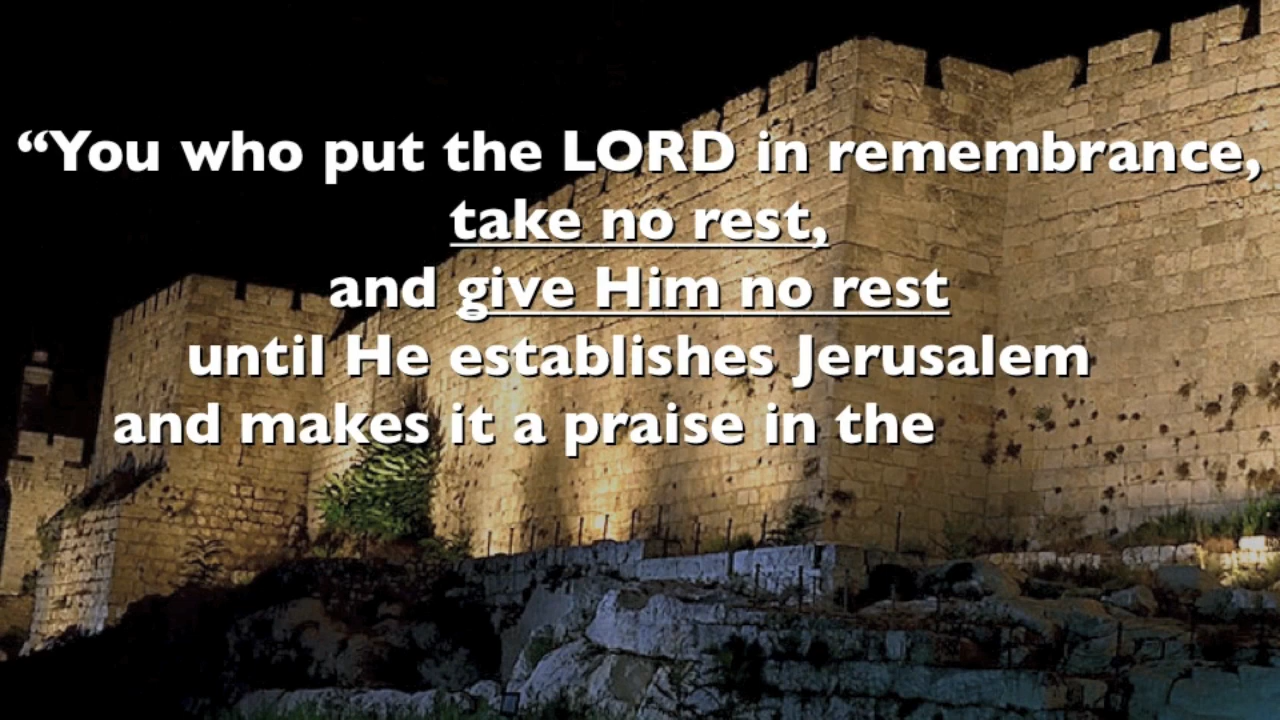 “You who put the LORD in remembrance,
take no rest,
and give Him no rest
until He establishes Jerusalem
and makes it a praise in the